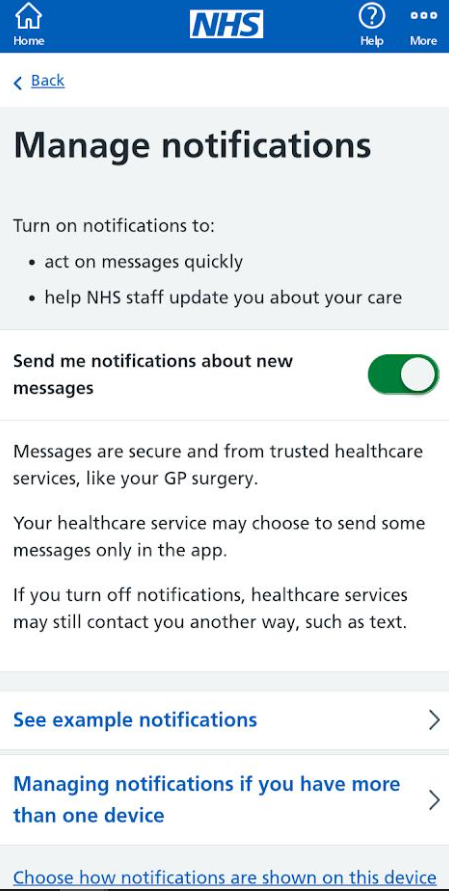 NHS
Home
Help
More
Back
Manage notifications
Turn on notifications to:
• act on messages quickly
• help NHS staff update you about your care
Send me notifications about new
messages
Messages are secure and from trusted healthcare
services, like your GP surgery.
Your healthcare service may choose to send some
messages only in the app.
If you turn off notifications, healthcare services
may still contact you another way, such as text.
See example notifications
Managing notifications if you have more
than one device
Choose how notifications are shown on this device